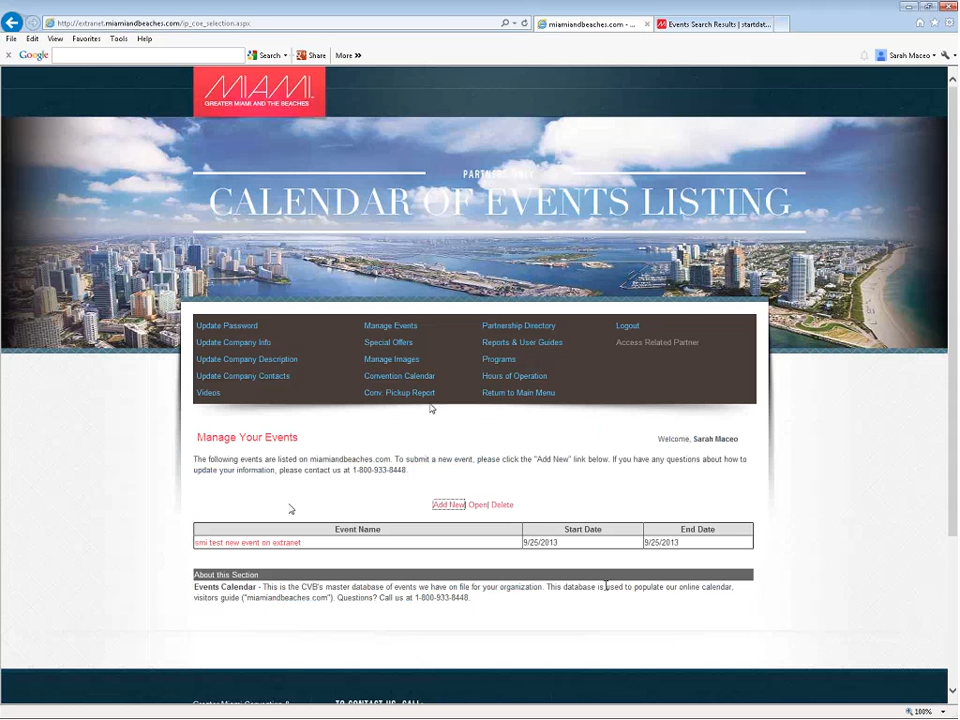 http://extranet.miamiandbeaches.com/ip_coe_selection.aspx
miamiandbeaches.com - ...
Events Search Results | startdat...
File Edit View Favorites Tools Help
Google Search Share More »
Sarah Maceo
MIAMI
GREATER MIAMI AND THE BEACHES
PARTNERS ONLY
CALENDAR OF EVENTS LISTING
Update Password Manage Events Partnership Directory Logout
Update Company Info Special Offers Reports & User Guides Access Related Partner
Update Company Description Manage Images Programs
Update Company Contacts Convention Calendar Hours of Operation
Videos Conv. Pickup Report Return to Main Menu
Manage Your Events Welcome, Sarah Maceo
The following events are listed on miamiandbeaches.com. To submit a new event, please click the "Add New" link below. If you have any questions about how to
update your information, please contact us at 1-800-933-8448.
Add New| Open| Delete
Event Name Start Date End Date
smi test new event on extranet 9/25/2013 9/25/2013
About this Section
Events Calendar - This is the CVB's master database of events we have on file for your organization. This database is used to populate our online calendar,
visitors guide ("miamiandbeaches.com"). Questions? Call us at 1-800-933-8448.
100%